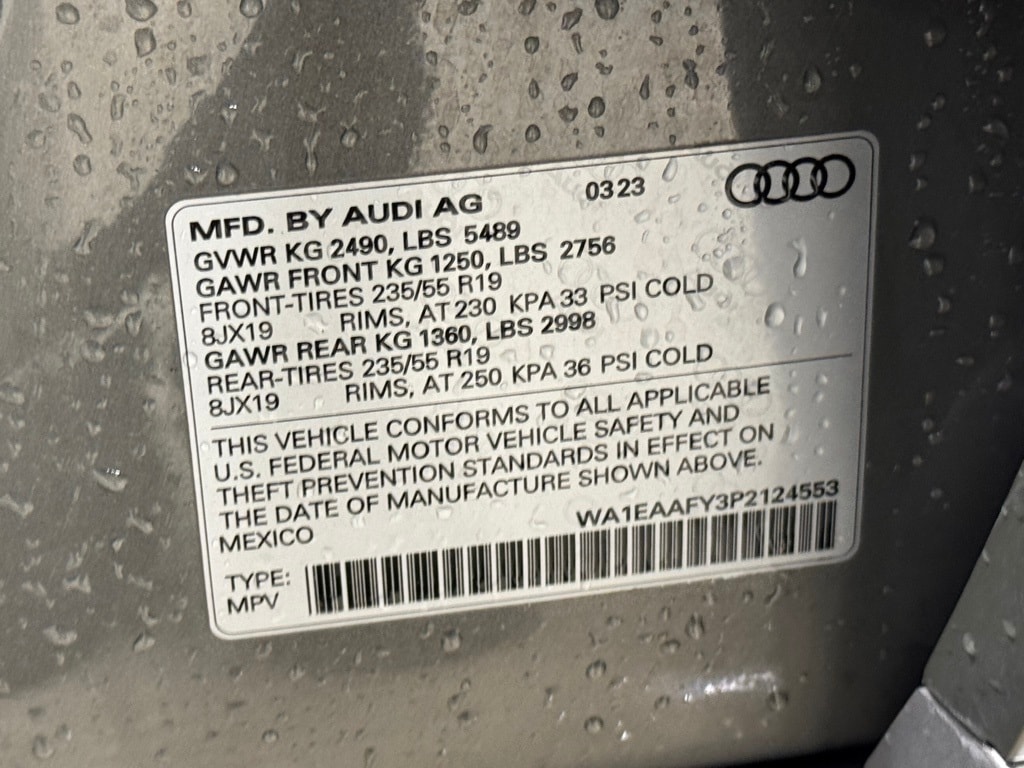 MFD. BY AUDI AG 0323
GVWR KG 2490, LBS 5489
GAWR FRONT KG 1250, LBS 2756
FRONT-TIRES 235/55 R19
8JX19 RIMS, AT 230 KPA 33 PSI COLD
GAWR REAR KG 1360, LBS 2998
REAR-TIRES 235/55 R19
8JX19 RIMS, AT 250 KPA 36 PSI COLD
THIS VEHICLE CONFORMS TO ALL APPLICABLE
U.S. FEDERAL MOTOR VEHICLE SAFETY AND
THEFT PREVENTION STANDARDS IN EFFECT ON
THE DATE OF MANUFACTURE SHOWN ABOVE.
MEXICO WA1EAAFY3P2124553
TYPE:
MPV